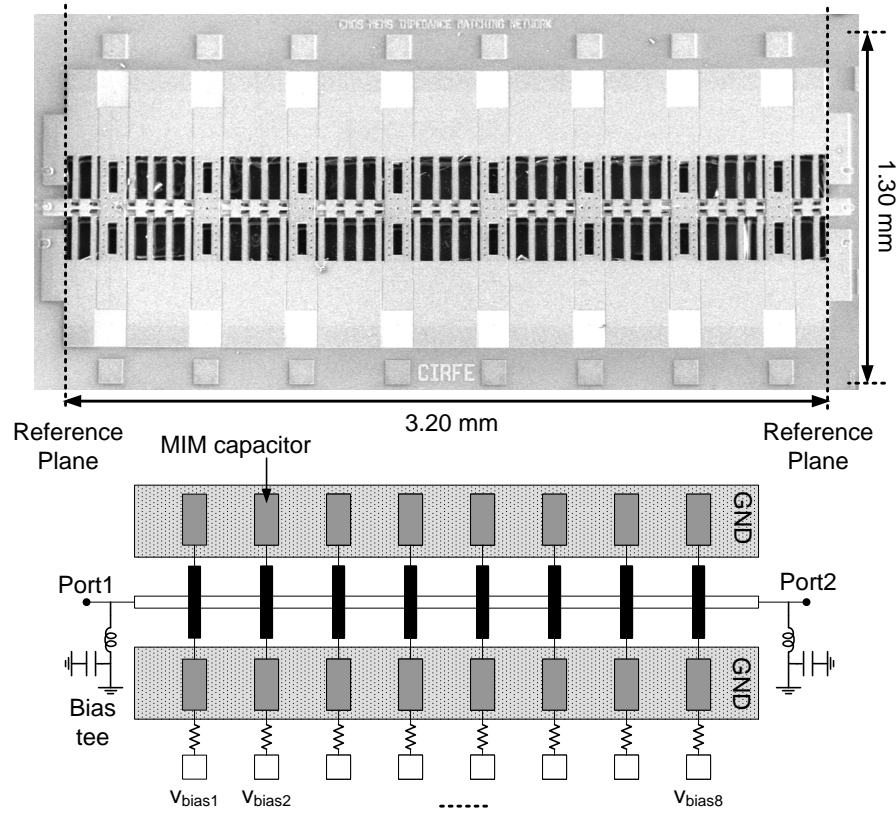 CMOS-MEMS IMPEDANCE MATCHING NETWORK
CIRFE
1.30 mm
3.20 mm
Reference
Plane
Reference
Plane
MIM capacitor
GND
Port1
Port2
GND
Bias
tee
Vbias1
Vbias2
......
Vbias8